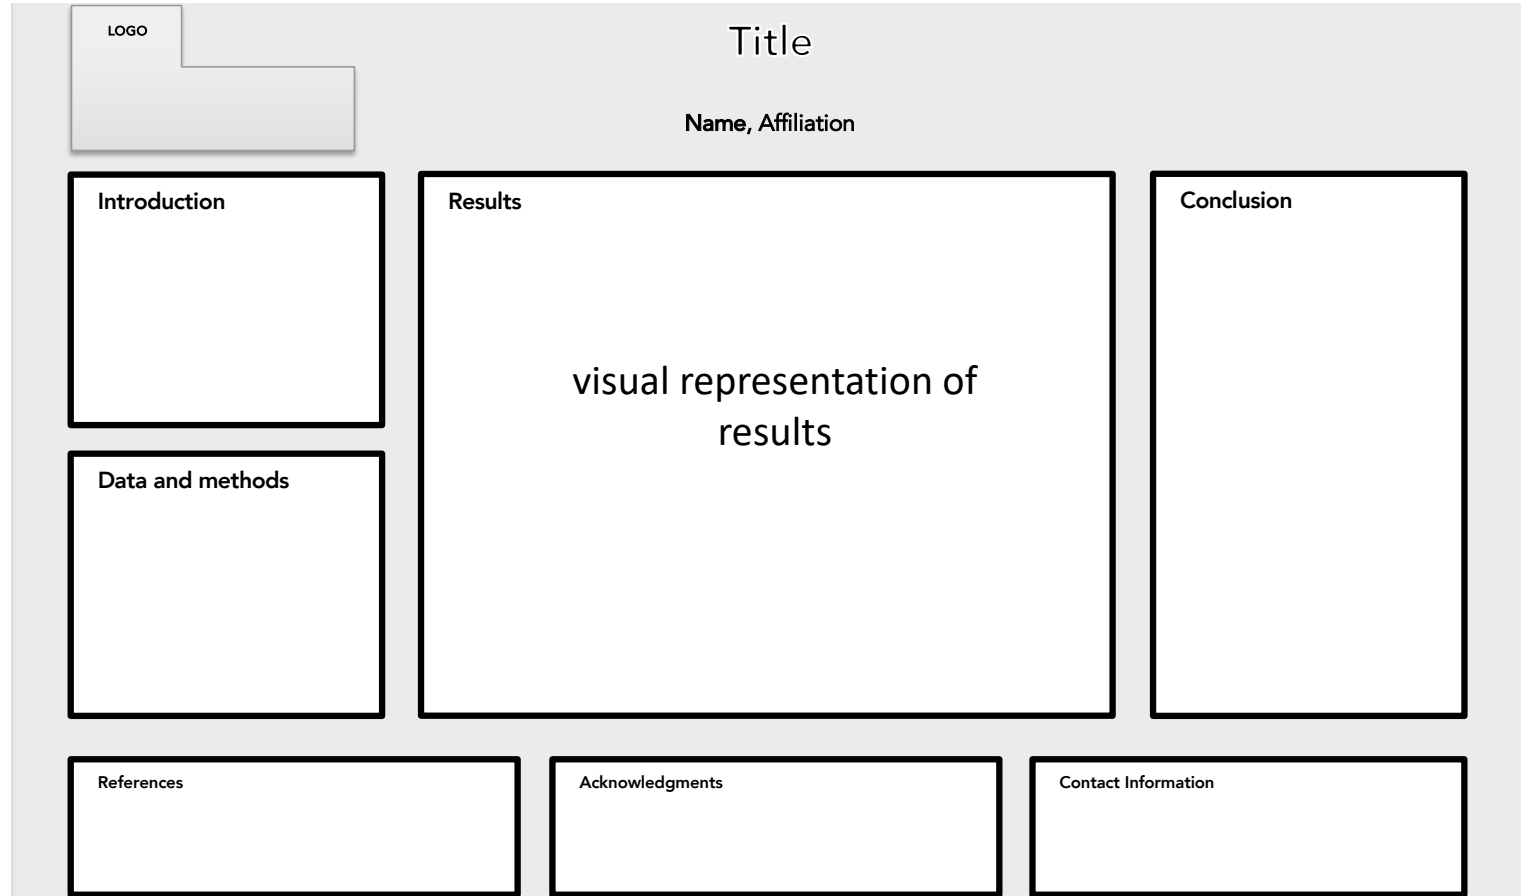 LOGO
Title
Name, Affiliation
Introduction
Data and methods
Results
visual representation of
results
Conclusion
References
Acknowledgments
Contact Information